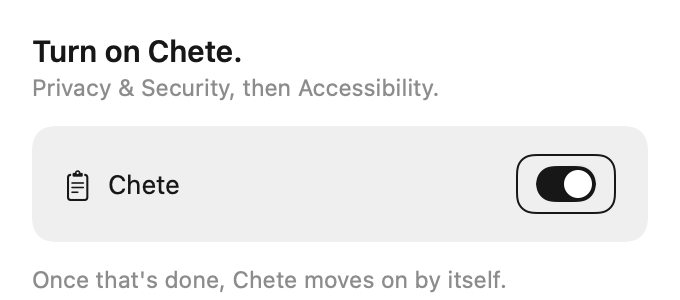 Turn on Chete.
Privacy & Security, then Accessibility.
Chete
Once that's done, Chete moves on by itself.